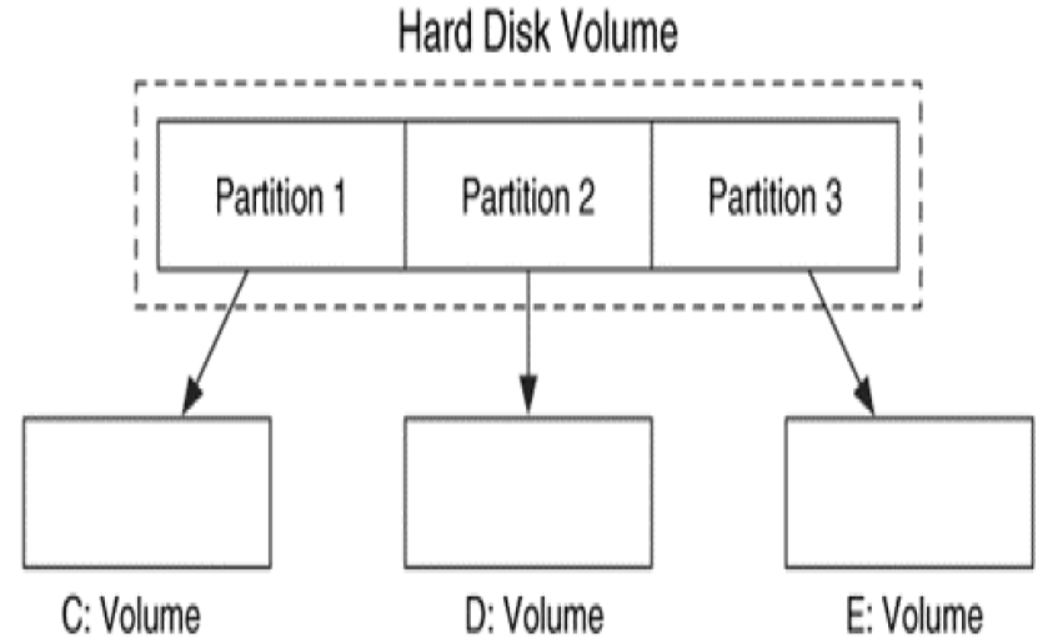 Hard Disk Volume
Partition 1
Partition 2
Partition 3
C: Volume
D: Volume
E: Volume